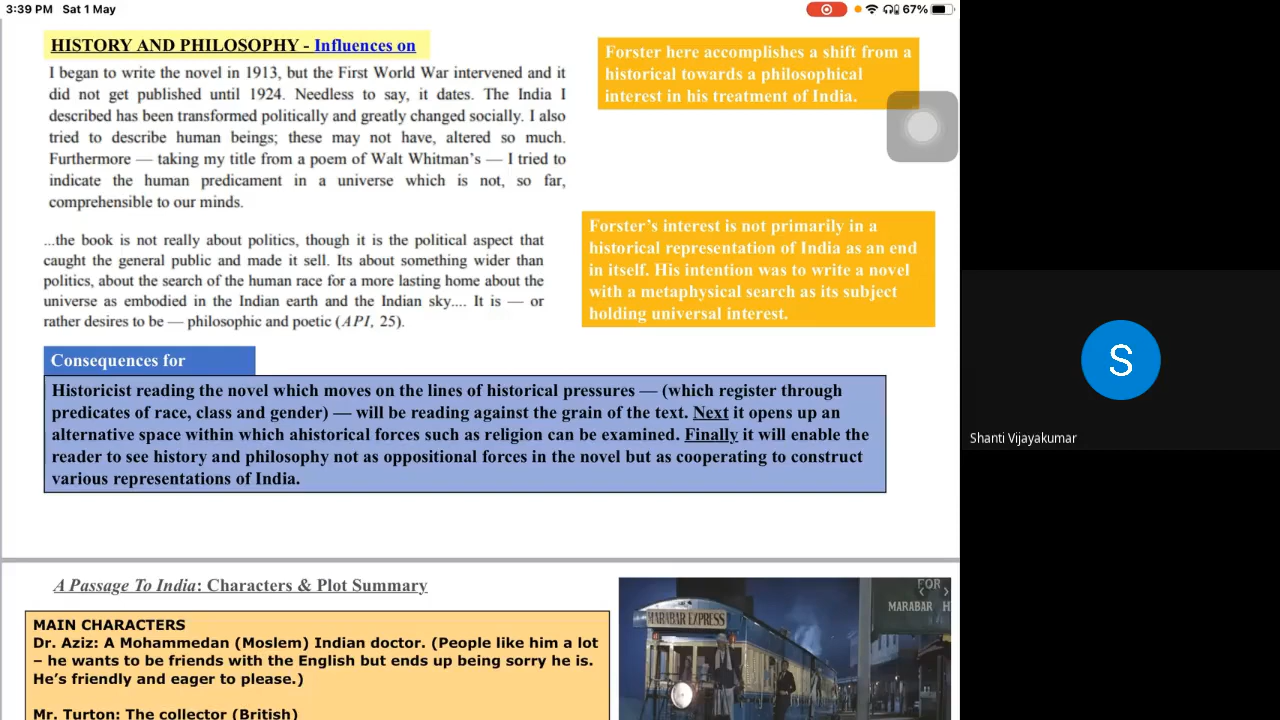 3:39 PM Sat 1 May
67%
HISTORY AND PHILOSOPHY - Influences on
I began to write the novel in 1913, but the First World War intervened and it
did not get published until 1924. Needless to say, it dates. The India I
described has been transformed politically and greatly changed socially. I also
tried to describe human beings; these may not have, altered so much.
Furthermore — taking my title from a poem of Walt Whitman's — I tried to
indicate the human predicament in a universe which is not, so far,
comprehensible to our minds.
Forster here accomplishes a shift from a
historical towards a philosophical
interest in his treatment of India.
...the book is not really about politics, though it is the political aspect that
caught the general public and made it sell. Its about something wider than
politics, about the search of the human race for a more lasting home about the
universe as embodied in the Indian earth and the Indian sky.... It is — or
rather desires to be — philosophic and poetic (API, 25).
Forster's interest is not primarily in a
historical representation of India as an end
in itself. His intention was to write a novel
with a metaphysical search as its subject
holding universal interest.
Consequences for
Historicist reading the novel which moves on the lines of historical pressures — (which register through
predicates of race, class and gender) — will be reading against the grain of the text. Next it opens up an
alternative space within which ahistorical forces such as religion can be examined. Finally it will enable the
reader to see history and philosophy not as oppositional forces in the novel but as cooperating to construct
various representations of India.
A Passage To India: Characters & Plot Summary
MAIN CHARACTERS
Dr. Aziz: A Mohammedan (Moslem) Indian doctor. (People like him a lot
– he wants to be friends with the English but ends up being sorry he is.
He's friendly and eager to please.)
Mr. Turton: The collector (British)
MARABAR EXPRESS
FOR
MARABAR H
S
Shanti Vijayakumar